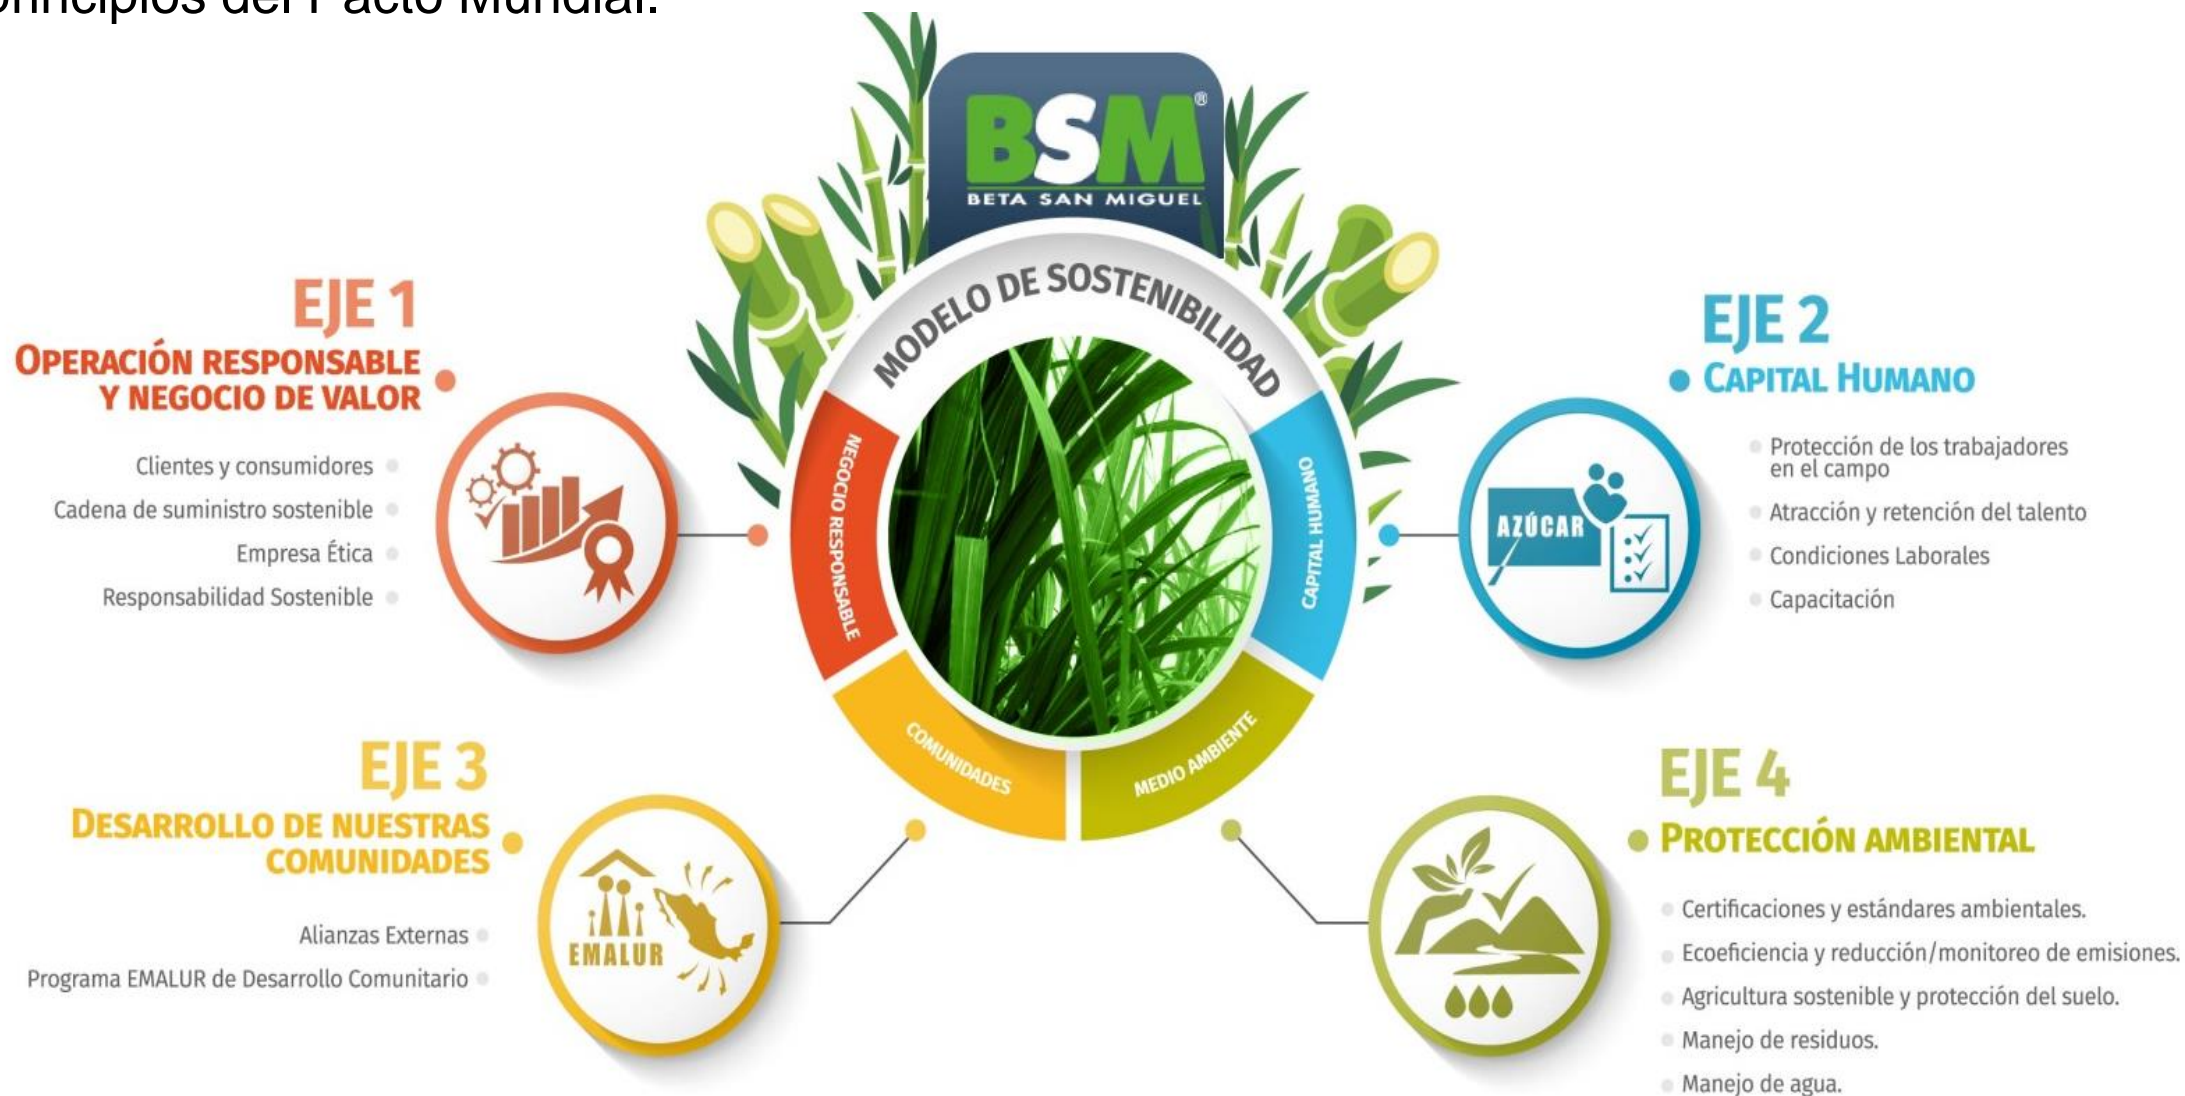 principios del Pacto Mundial.
BSM®
BETA SAN MIGUEL
MODELO DE SOSTENIBILIDAD
NEGOCIO RESPONSABLE
CAPITAL HUMANO
COMUNIDADES
MEDIO AMBIENTE
EJE 1
OPERACIÓN RESPONSABLE
Y NEGOCIO DE VALOR
Clientes y consumidores
Cadena de suministro sostenible
Empresa Ética
Responsabilidad Sostenible
EJE 2
CAPITAL HUMANO
AZÚCAR
Protección de los trabajadores
en el campo
Atracción y retención del talento
Condiciones Laborales
Capacitación
EJE 3
DESARROLLO DE NUESTRAS
COMUNIDADES
Alianzas Externas
Programa EMALUR de Desarrollo Comunitario
EMALUR
EJE 4
PROTECCIÓN AMBIENTAL
Certificaciones y estándares ambientales.
Ecoeficiencia y reducción/monitoreo de emisiones.
Agricultura sostenible y protección del suelo.
Manejo de residuos.
Manejo de agua.